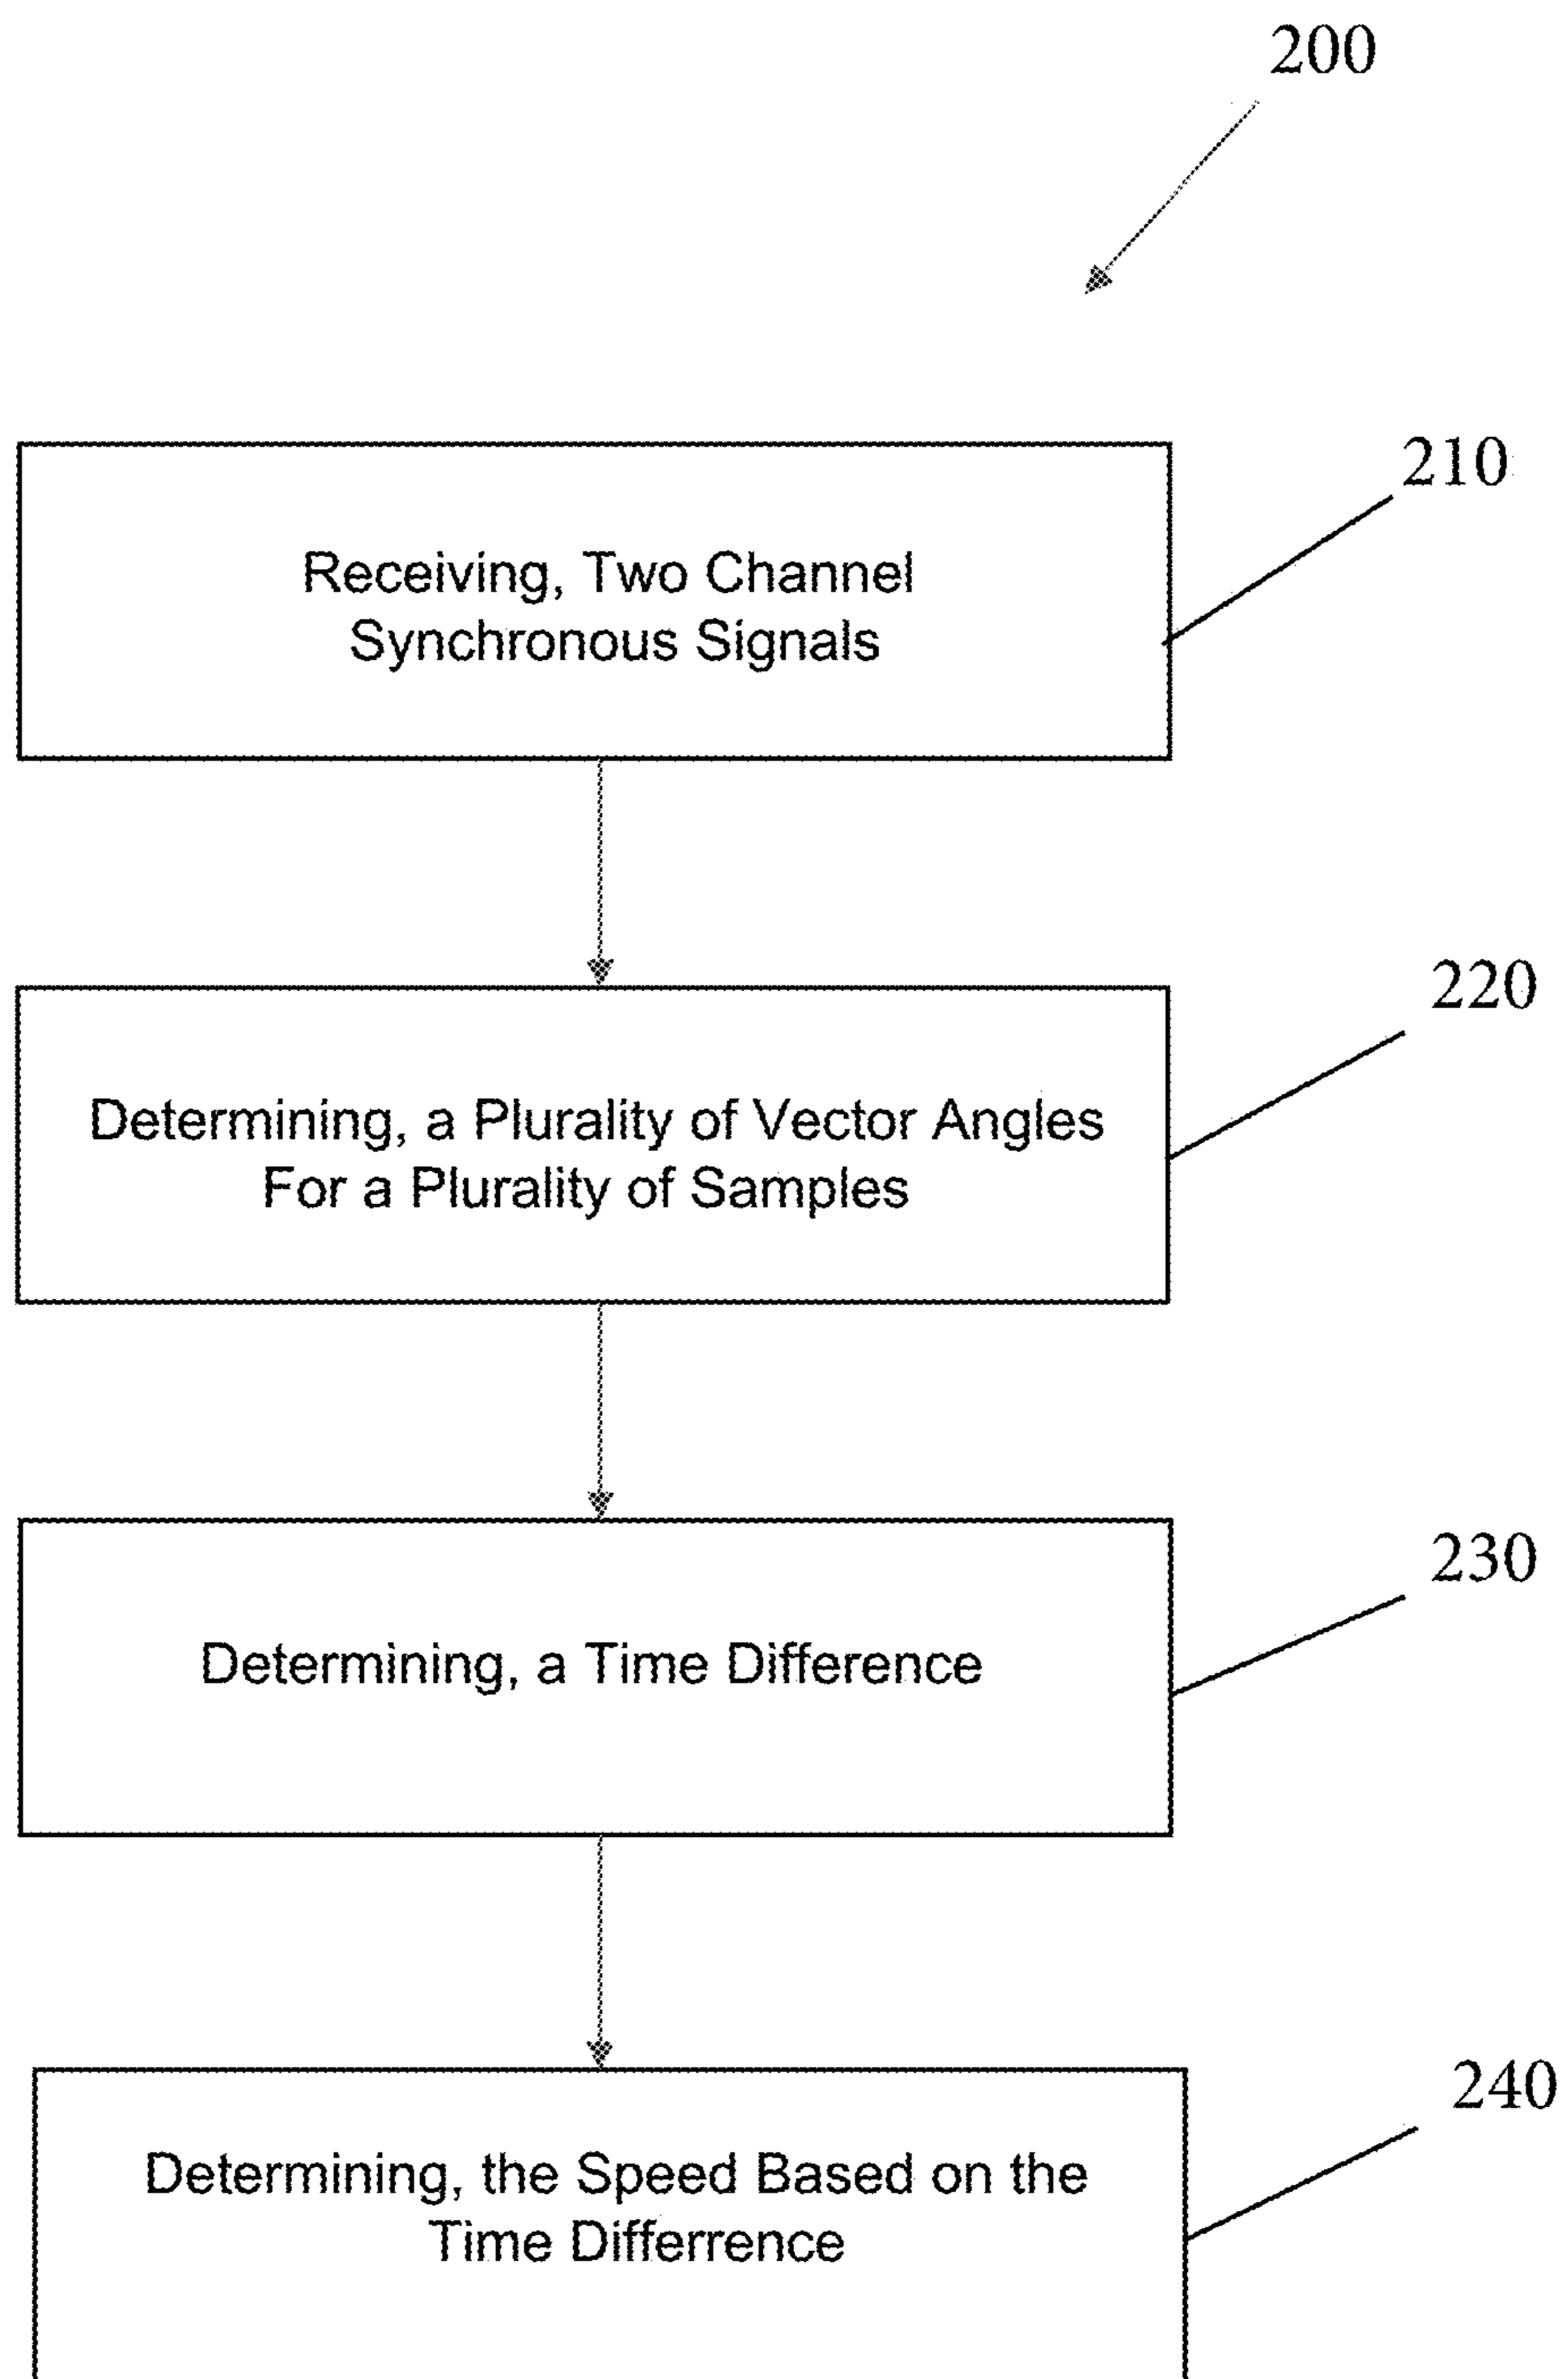 200
210
Receiving, Two Channel
Synchronous Signals
220
Determining, a Plurality of Vector Angles
For a Plurality of Samples
230
Determining, a Time Difference
240
Determining, the Speed Based on the
Time Differrence